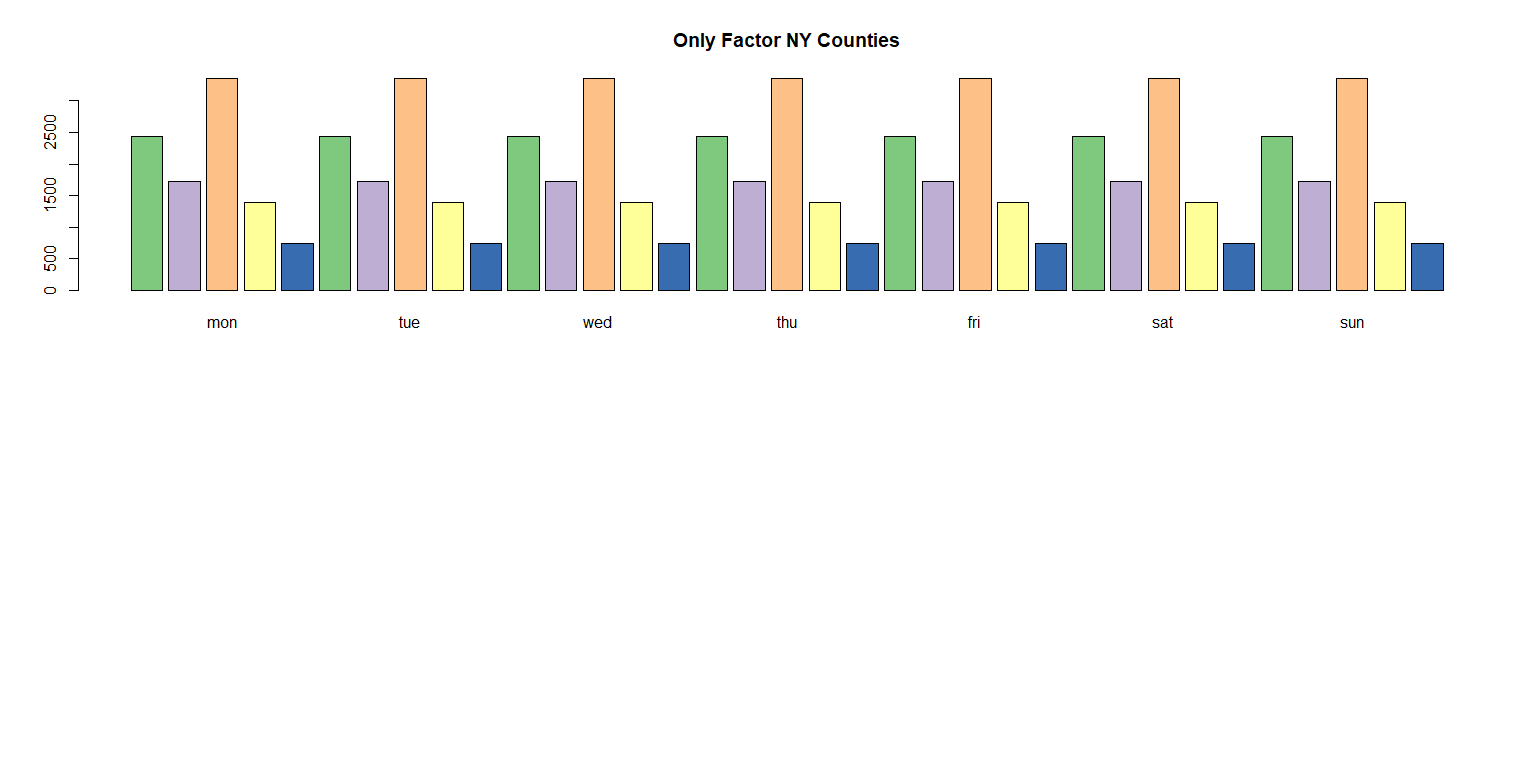 Only Factor NY Counties
2500
1500
500
0
mon tue wed thu fri sat sun